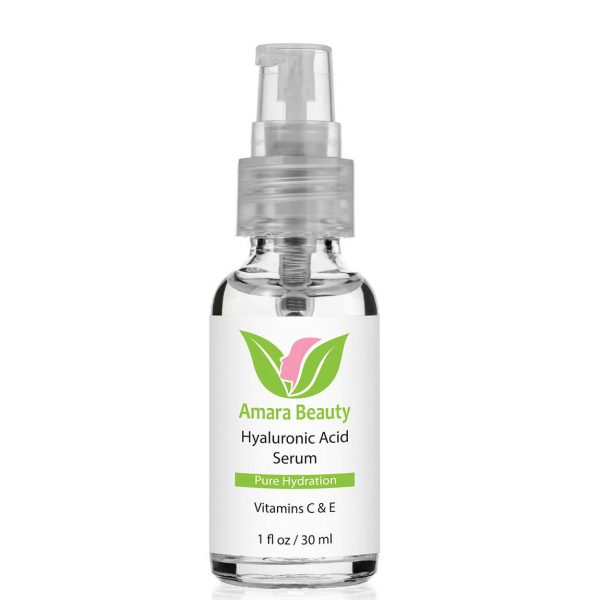 Amara Beauty
Hyaluronic Acid
Serum
Pure Hydration
Vitamins C & E
1 fl oz / 30 ml